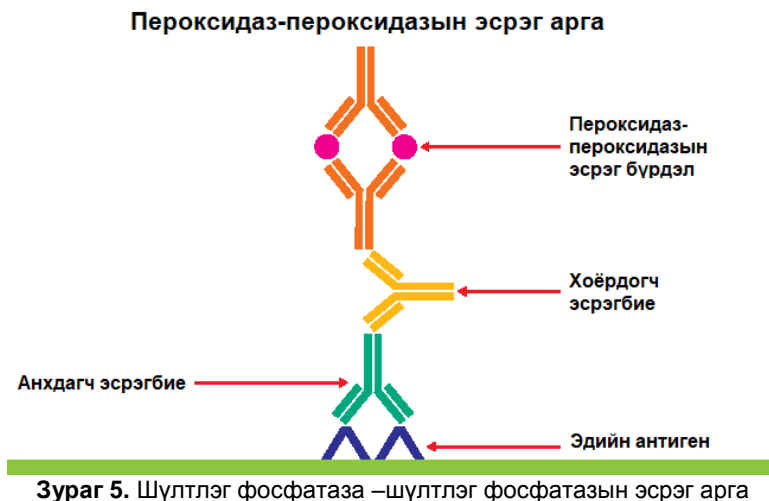 Пероксидаз-пероксидазын эсрэг арга
Пероксидаз-
пероксидазын
эсрэг бүрдэл
Хоёрдогч
эсрэгбие
Анхдагч эсрэгбие
Эдийн антиген
Зураг 5. Шүлтлэг фосфатаза –шүлтлэг фосфатазын эсрэг арга